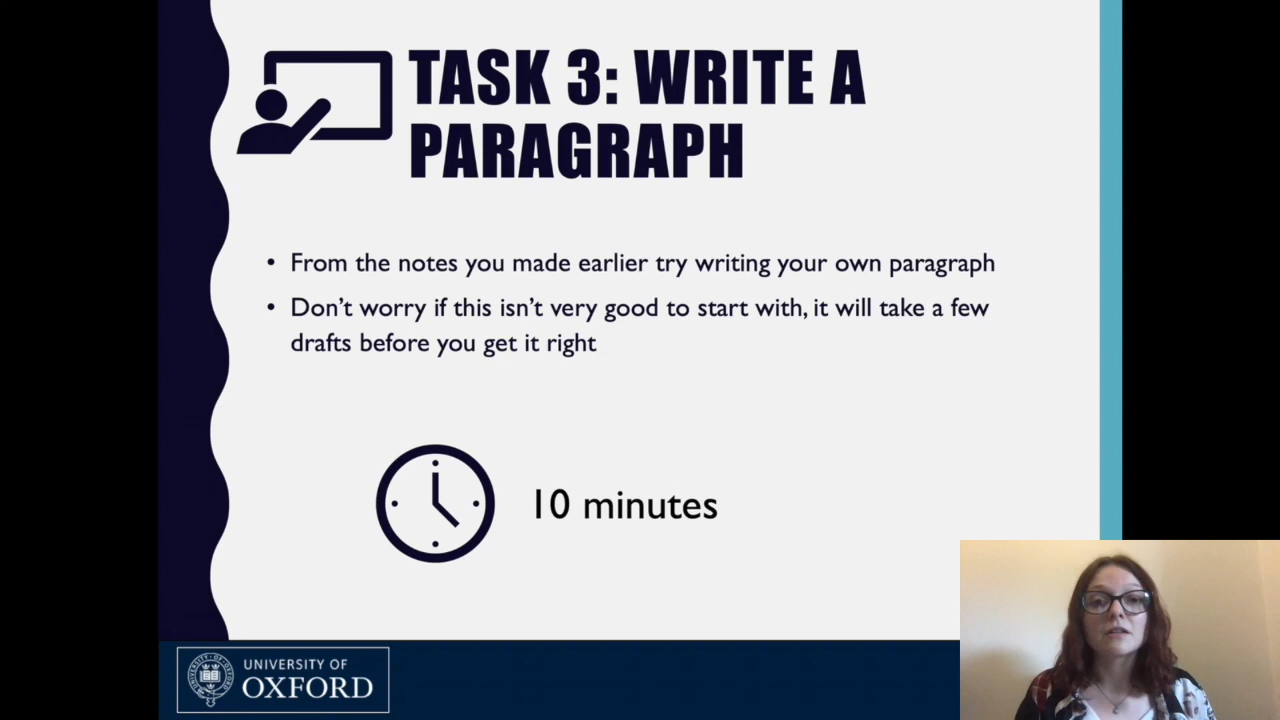 TASK 3: WRITE A
PARAGRAPH
• From the notes you made earlier try writing your own paragraph
• Don't worry if this isn't very good to start with, it will take a few
drafts before you get it right
10 minutes
UNIVERSITY OF
OXFORD